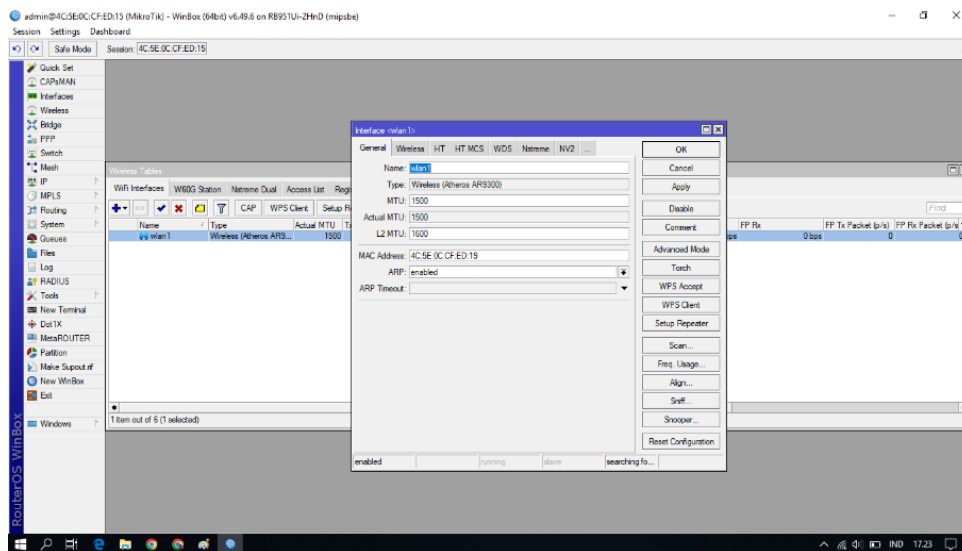 admin@4C:5E:0C:CF:ED:15 (MikroTik) - WinBox (64bit) v6.49.6 on RB951Ui-2HnD (mipsbe)
Session Settings Dashboard
Safe Mode Session: 4C:5E:0C:CF:ED:15
Quick Set
CAPsMAN
Interfaces
Wireless
Bridge
PPP
Switch
Mesh
IP
MPLS
Routing
System
Queues
Files
Log
RADIUS
Tools
New Terminal
Dot1X
MetaROUTER
Partition
Make Supout.rif
New WinBox
Exit
Windows
RouterOS WinBox
Wireless Tables
WiFi Interfaces W60G Station Nstreme Dual Access List Regi
CAP WPS Client Setup R
Find
Name Type Actual MTU Tx FP Rx FP Tx Packet (p/s) FP Rx Packet (p/s)
wlan1 Wireless (Atheros AR9... 1500 bps 0 bps 0 0
1 item out of 6 (1 selected)
Interface <wlan1>
General Wireless HT HT MCS WDS Nstreme NV2 ...
Name: wlan1
Type: Wireless (Atheros AR9300)
MTU: 1500
Actual MTU: 1500
L2 MTU: 1600
MAC Address: 4C:5E:0C:CF:ED:19
ARP: enabled
ARP Timeout:
OK
Cancel
Apply
Disable
Comment
Advanced Mode
Torch
WPS Accept
WPS Client
Setup Repeater
Scan...
Freq. Usage...
Align...
Sniff...
Snooper...
Reset Configuration
enabled running slave searching fo...
IND 17.23